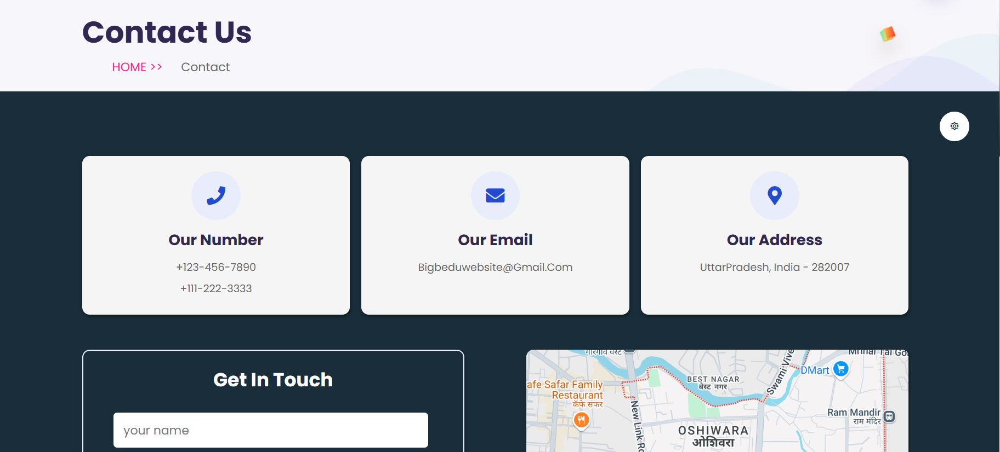 Contact Us
HOME >>
Contact
Our Number
+123-456-7890
+111-222-3333
Our Email
Bigbeduwebsite@Gmail.Com
Our Address
UttarPradesh, India - 282007
Get In Touch
your name
गोरेगाव वेस्ट
Mrinal Tai Go
Swami Vive
DMart
BEST NAGAR
बेस्ट नगर
afe Safar Family
Restaurant
कॅफे सफर
New Link Ro
Ram Mandir
राम मंदिर
OSHIWARA
ओशिवरा